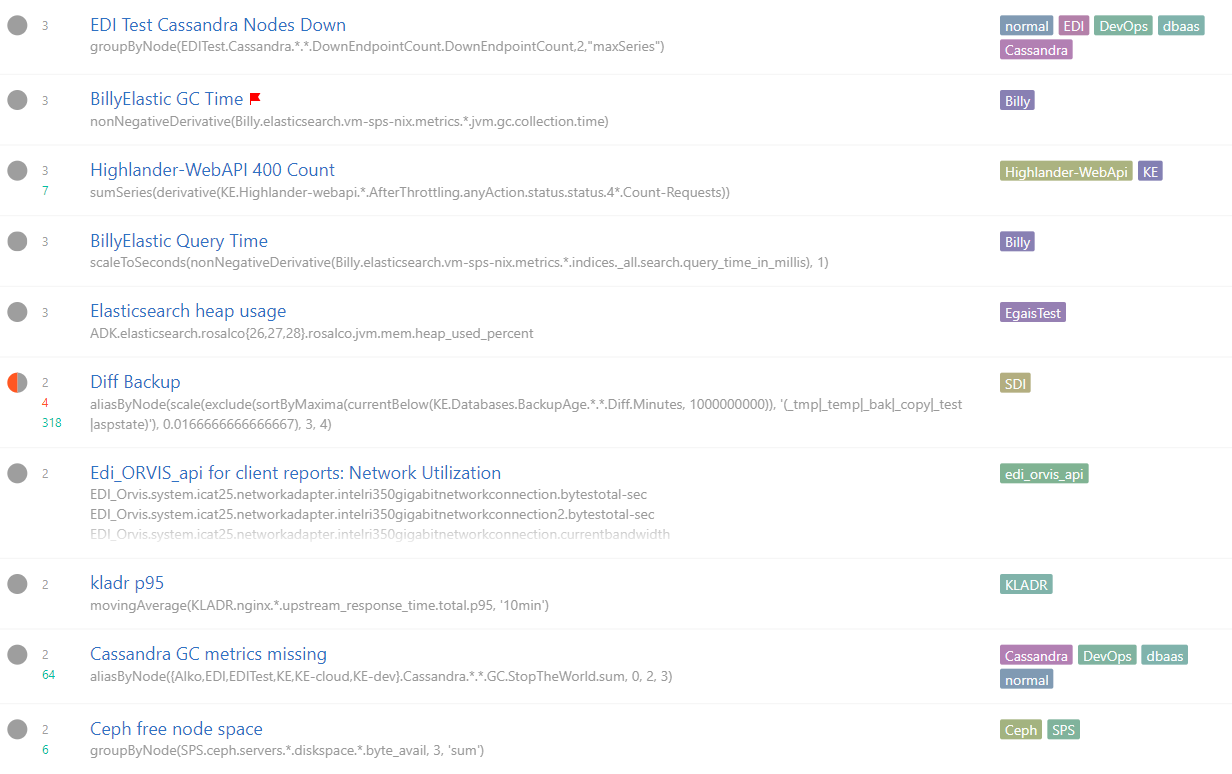 3 EDI Test Cassandra Nodes Down normal EDI DevOps dbaas
groupByNode(EDITest.Cassandra.*.*.DownEndpointCount.DownEndpointCount,2,"maxSeries") Cassandra
3 BillyElastic GC Time Billy
nonNegativeDerivative(Billy.elasticsearch.vm-sps-nix.metrics.*.jvm.gc.collection.time)
3 Highlander-WebAPI 400 Count Highlander-WebApi KE
7 sumSeries(derivative(KE.Highlander-webapi.*.AfterThrottling.anyAction.status.status.4*.Count-Requests))
3 BillyElastic Query Time Billy
scaleToSeconds(nonNegativeDerivative(Billy.elasticsearch.vm-sps-nix.metrics.*.indices._all.search.query_time_in_millis), 1)
3 Elasticsearch heap usage EgaisTest
ADK.elasticsearch.rosalco{26,27,28}.rosalco.jvm.mem.heap_used_percent
2 Diff Backup SDI
4 aliasByNode(scale(exclude(sortByMaxima(currentBelow(KE.Databases.BackupAge.*.*.Diff.Minutes, 1000000000)), '(_tmp|_temp|_bak|_copy|_test
318 |aspstate)'), 0.0166666666666667), 3, 4)
2 Edi_ORVIS_api for client reports: Network Utilization edi_orvis_api
EDI_Orvis.system.icat25.networkadapter.intelri350gigabitnetworkconnection.bytestotal-sec
EDI_Orvis.system.icat25.networkadapter.intelri350gigabitnetworkconnection2.bytestotal-sec
EDI_Orvis.system.icat25.networkadapter.intelri350gigabitnetworkconnection.currentbandwidth
2 kladr p95 KLADR
movingAverage(KLADR.nginx.*.upstream_response_time.total.p95, '10min')
2 Cassandra GC metrics missing Cassandra DevOps dbaas
64 aliasByNode({Alko,EDI,EDITest,KE,KE-cloud,KE-dev}.Cassandra.*.*.GC.StopTheWorld.sum, 0, 2, 3) normal
2 Ceph free node space Ceph SPS
6 groupByNode(SPS.ceph.servers.*.diskspace.*.byte_avail, 3, 'sum')